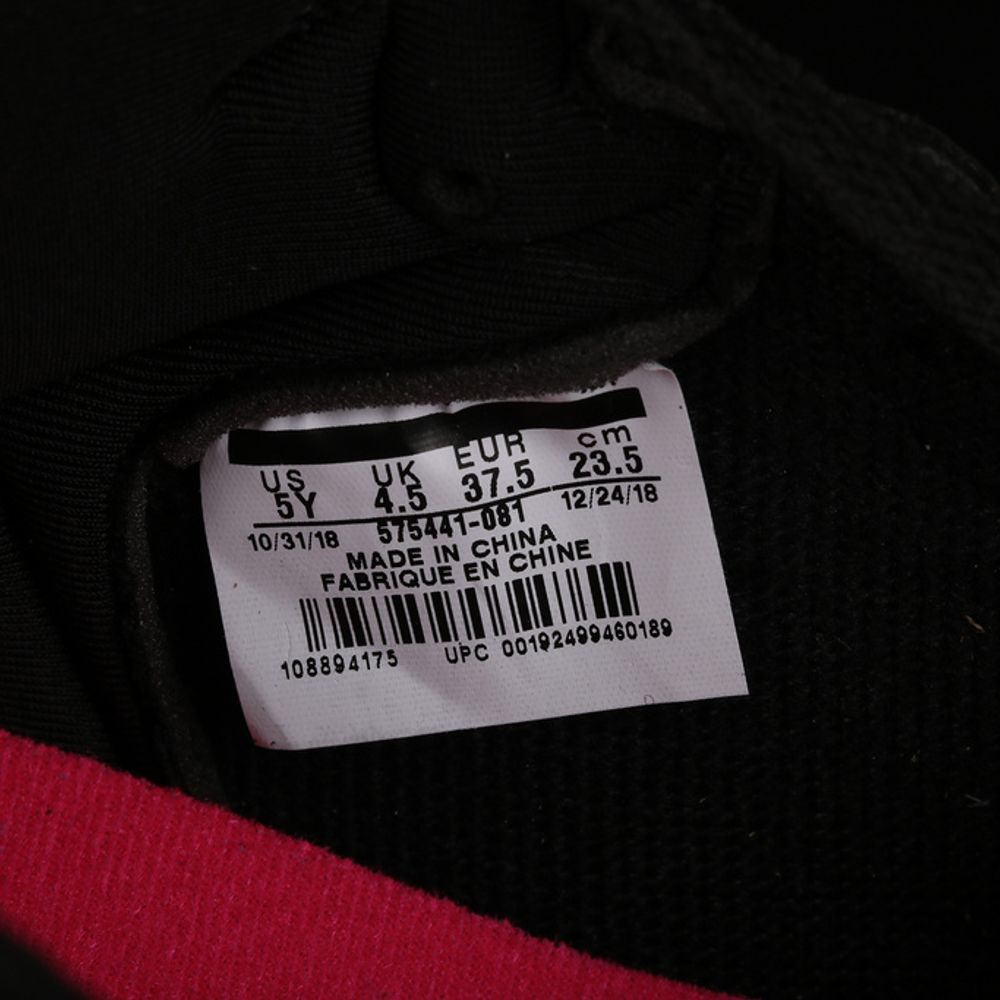 US UK EUR cm
5Y 4.5 37.5 23.5
10/31/18 575441-081 12/24/18
MADE IN CHINA
FABRIQUE EN CHINE
108894175 UPC 00192499460189